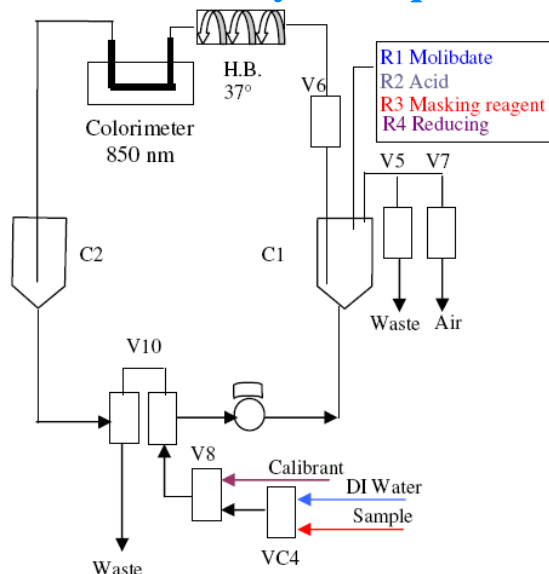 H.B.
37°
V6
R1 Molibdate
R2 Acid
R3 Masking reagent
R4 Reducing
Colorimeter
850 nm
V5
V7
C2
C1
Waste
Air
V10
V8
Calibrant
DI Water
Sample
VC4
Waste